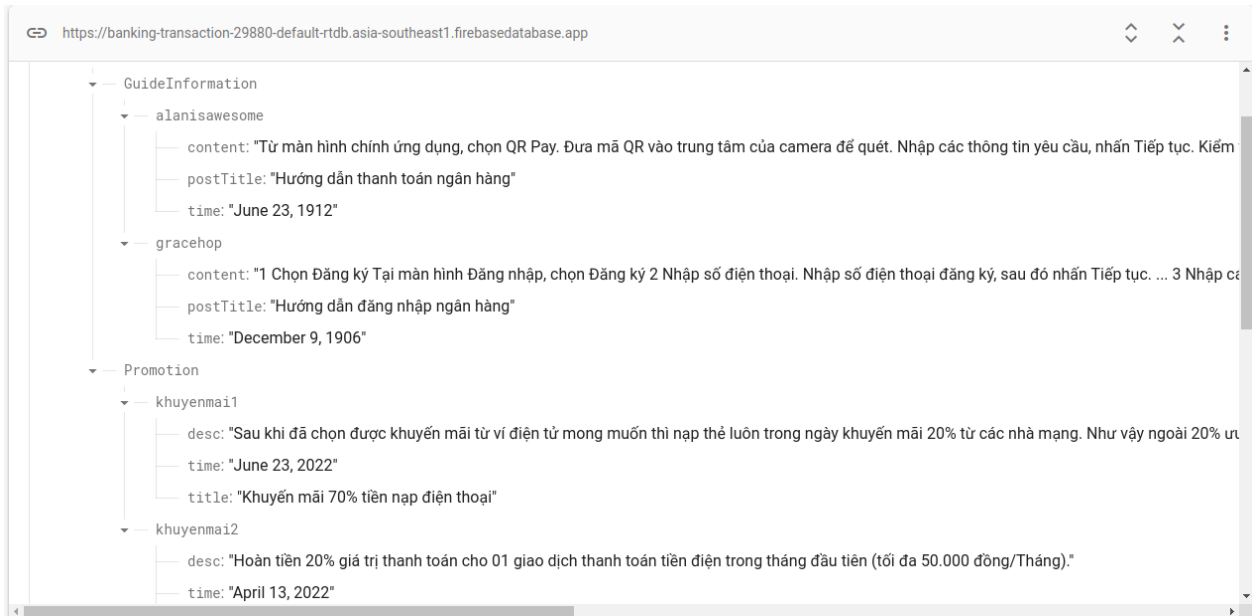 https://banking-transaction-29880-default-rtdb.asia-southeast1.firebasedatabase.app
GuideInformation
alanisawesome
content: "Từ màn hình chính ứng dụng, chọn QR Pay. Đưa mã QR vào trung tâm của camera để quét. Nhập các thông tin yêu cầu, nhấn Tiếp tục. Kiểm
postTitle: "Hướng dẫn thanh toán ngân hàng"
time: "June 23, 1912"
gracehop
content: "1 Chọn Đăng ký Tại màn hình Đăng nhập, chọn Đăng ký 2 Nhập số điện thoại. Nhập số điện thoại đăng ký, sau đó nhấn Tiếp tục. ... 3 Nhập
postTitle: "Hướng dẫn đăng nhập ngân hàng"
time: "December 9, 1906"
Promotion
khuyenmai1
desc: "Sau khi đã chọn được khuyến mãi từ ví điện tử mong muốn thì nạp thẻ luôn trong ngày khuyến mãi 20% từ các nhà mạng. Như vậy ngoài 20%
time: "June 23, 2022"
title: "Khuyến mãi 70% tiền nạp điện thoại"
khuyenmai2
desc: "Hoàn tiền 20% giá trị thanh toán cho 01 giao dịch thanh toán tiền điện trong tháng đầu tiên (tối đa 50.000 đồng/Tháng)."
time: "April 13, 2022"